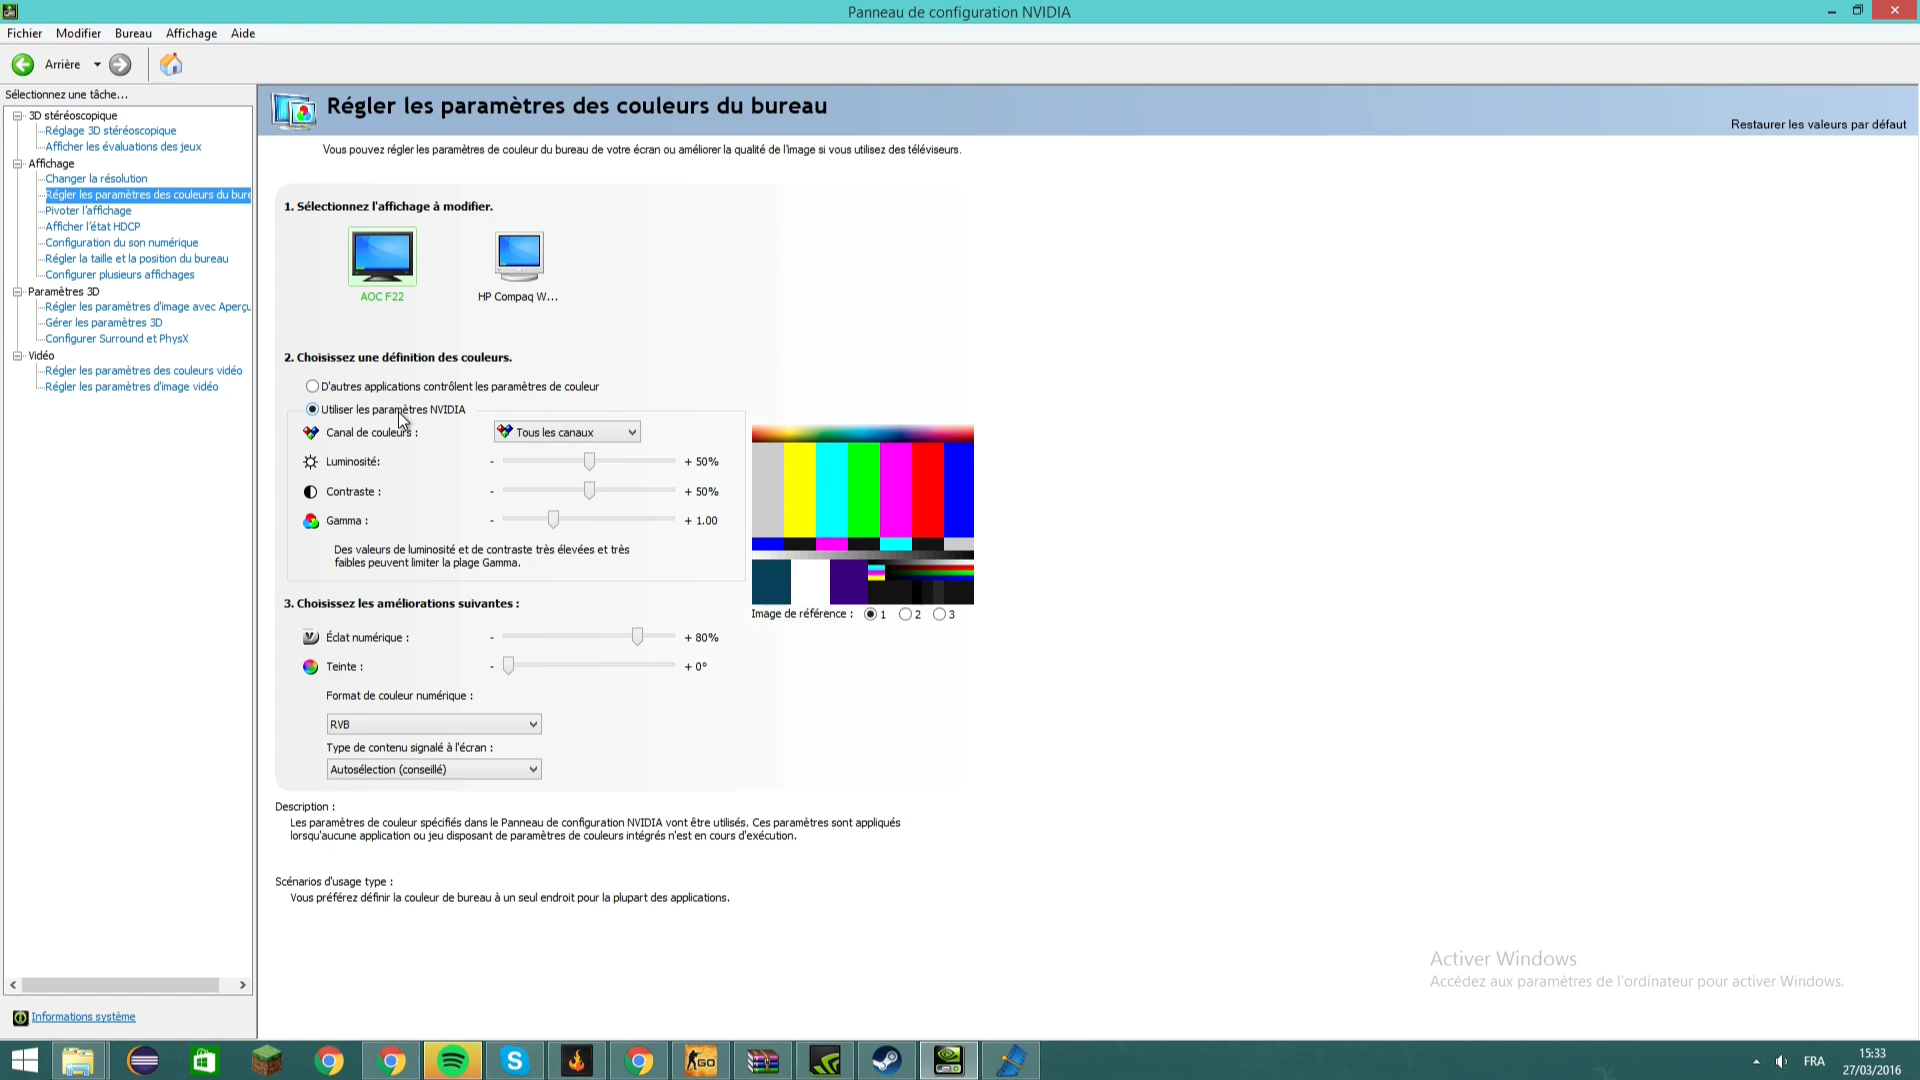 Panneau de configuration NVIDIA
Fichier Modifier Bureau Affichage Aide
Arrière
Sélectionnez une tâche...
3D stéréoscopique
Réglage 3D stéréoscopique
Afficher les évaluations des jeux
Affichage
Changer la résolution
Régler les paramètres des couleurs du bure
Pivoter l'affichage
Afficher l'état HDCP
Configuration du son numérique
Régler la taille et la position du bureau
Configurer plusieurs affichages
Paramètres 3D
Régler les paramètres d'image avec Aperçu
Gérer les paramètres 3D
Configurer Surround et PhysX
Vidéo
Régler les paramètres des couleurs vidéo
Régler les paramètres d'image vidéo
Informations système
Régler les paramètres des couleurs du bureau
Restaurer les valeurs par défaut
Vous pouvez régler les paramètres de couleur du bureau de votre écran ou améliorer la qualité de l'image si vous utilisez des téléviseurs.
1. Sélectionnez l'affichage à modifier.
AOC F22
HP Compaq W...
2. Choisissez une définition des couleurs.
D'autres applications contrôlent les paramètres de couleur
Utiliser les paramètres NVIDIA
Canal de couleurs : Tous les canaux
Luminosité: - + 50%
Contraste : - + 50%
Gamma : - + 1.00
Des valeurs de luminosité et de contraste très élevées et très
faibles peuvent limiter la plage Gamma.
Image de référence : 1 2 3
3. Choisissez les améliorations suivantes :
Éclat numérique : - + 80%
Teinte : - + 0°
Format de couleur numérique :
RVB
Type de contenu signalé à l'écran :
Autosélection (conseillé)
Description :
Les paramètres de couleur spécifiés dans le Panneau de configuration NVIDIA vont être utilisés. Ces paramètres sont appliqués
lorsqu'aucune application ou jeu disposant de paramètres de couleurs intégrés n'est en cours d'exécution.
Scénarios d'usage type :
Vous préférez définir la couleur de bureau à un seul endroit pour la plupart des applications.
Activer Windows
Accédez aux paramètres de l'ordinateur pour activer Windows.
GO
FRA
15:33
27/03/2016